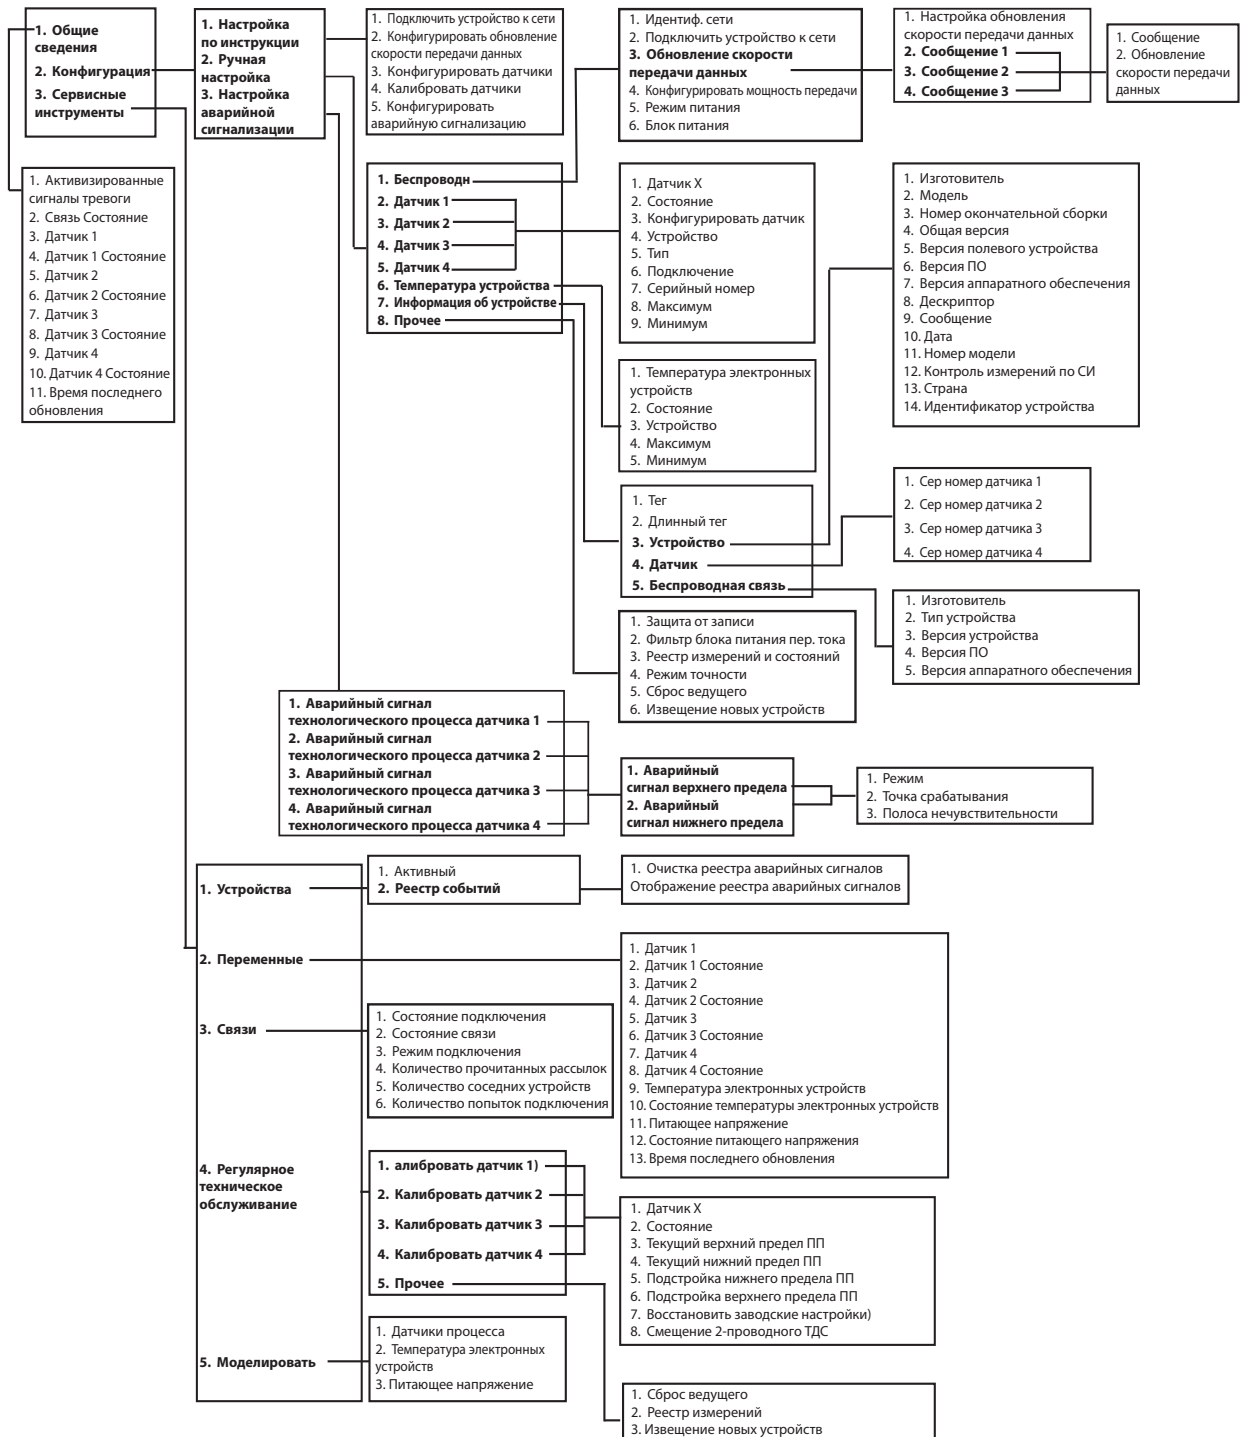 1. Общие
сведения
2. Конфигурация
3. Сервисные
инструменты
1. Настройка
по инструкции
2. Ручная
настройка
3. Настройка
аварийной
сигнализации
1. Подключить устройство к сети
2. Конфигурировать обновление
скорости передачи данных
3. Конфигурировать датчики
4. Калибровать датчики
5. Конфигурировать
аварийную сигнализацию
1. Идентиф. сети
2. Подключить устройство к сети
3. Обновление скорости
передачи данных
4. Конфигурировать мощность передачи
5. Режим питания
6. Блок питания
1. Настройка обновления
скорости передачи данных
2. Сообщение 1
3. Сообщение 2
4. Сообщение 3
1. Сообщение
2. Обновление
скорости передачи
данных
1. Активизированные
сигналы тревоги
2. Связь Состояние
3. Датчик 1
4. Датчик 1 Состояние
5. Датчик 2
6. Датчик 2 Состояние
7. Датчик 3
8. Датчик 3 Состояние
9. Датчик 4
10. Датчик 4 Состояние
11. Время последнего
обновления
1. Беспроводн
2. Датчик 1
3. Датчик 2
4. Датчик 3
5. Датчик 4
6. Температура устройства
7. Информация об устройстве
8. Прочее
1. Датчик X
2. Состояние
3. Конфигурировать датчик
4. Устройство
5. Тип
6. Подключение
7. Серийный номер
8. Максимум
9. Минимум
1. Изготовитель
2. Модель
3. Номер окончательной сборки
4. Общая версия
5. Версия полевого устройства
6. Версия ПО
7. Версия аппаратного обеспечения
8. Дескриптор
9. Сообщение
10. Дата
11. Номер модели
12. Контроль измерений по СИ
13. Страна
14. Идентификатор устройства
1. Температура электронных
устройств
2. Состояние
3. Устройство
4. Максимум
5. Минимум
1. Тег
2. Длинный тег
3. Устройство
4. Датчик
5. Беспроводная связь
1. Сер номер датчика 1
2. Сер номер датчика 2
3. Сер номер датчика 3
4. Сер номер датчика 4
1. Изготовитель
2. Тип устройства
3. Версия устройства
4. Версия ПО
5. Версия аппаратного обеспечения
1. Защита от записи
2. Фильтр блока питания пер. тока
3. Реестр измерений и состояний
4. Режим точности
5. Сброс ведущего
6. Извещение новых устройств
1. Аварийный сигнал
технологического процесса датчика 1
2. Аварийный сигнал
технологического процесса датчика 2
3. Аварийный сигнал
технологического процесса датчика 3
4. Аварийный сигнал
технологического процесса датчика 4
1. Аварийный
сигнал верхнего предела
2. Аварийный
сигнал нижнего предела
1. Режим
2. Точка срабатывания
3. Полоса нечувствительности
1. Устройства
2. Переменные
3. Связи
4. Регулярное
техническое
обслуживание
5. Моделировать
1. Активный
2. Реестр событий
1. Очистка реестра аварийных сигналов
Отображение реестра аварийных сигналов
1. Датчик 1
2. Датчик 1 Состояние
3. Датчик 2
4. Датчик 2 Состояние
5. Датчик 3
6. Датчик 3 Состояние
7. Датчик 4
8. Датчик 4 Состояние
9. Температура электронных устройств
10. Состояние температуры электронных устройств
11. Питающее напряжение
12. Состояние питающего напряжения
13. Время последнего обновления
1. Состояние подключения
2. Состояние связи
3. Режим подключения
4. Количество прочитанных рассылок
5. Количество соседних устройств
6. Количество попыток подключения
1. алибровать датчик 1)
2. Калибровать датчик 2
3. Калибровать датчик 3
4. Калибровать датчик 4
5. Прочее
1. Датчик X
2. Состояние
3. Текущий верхний предел ПП
4. Текущий нижний предел ПП
5. Подстройка нижнего предела ПП
6. Подстройка верхнего предела ПП
7. Восстановить заводские настройки)
8. Смещение 2-проводного ТДС
1. Датчики процесса
2. Температура электронных
устройств
3. Питающее напряжение
1. Сброс ведущего
2. Реестр измерений
3. Извещение новых устройств